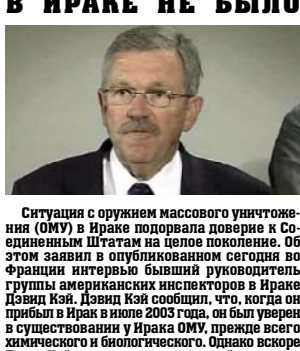 В ИРАКЕ НЕ БЫЛО
Ситуация с оружием массового уничтоже-
ния (ОМУ) в Ираке подорвала доверие к Со-
единенным Штатам на целое поколение. Об
этом заявил в опубликованном сегодня во
Франции интервью бывший руководитель
группы американских инспекторов в Ираке
Дэвид Кэй. Дэвид Кэй сообщил, что, когда он
прибыл в Ирак в июле 2003 года, он был уверен
в существовании у Ирака ОМУ, прежде всего
химического и биологического. Однако вскоре